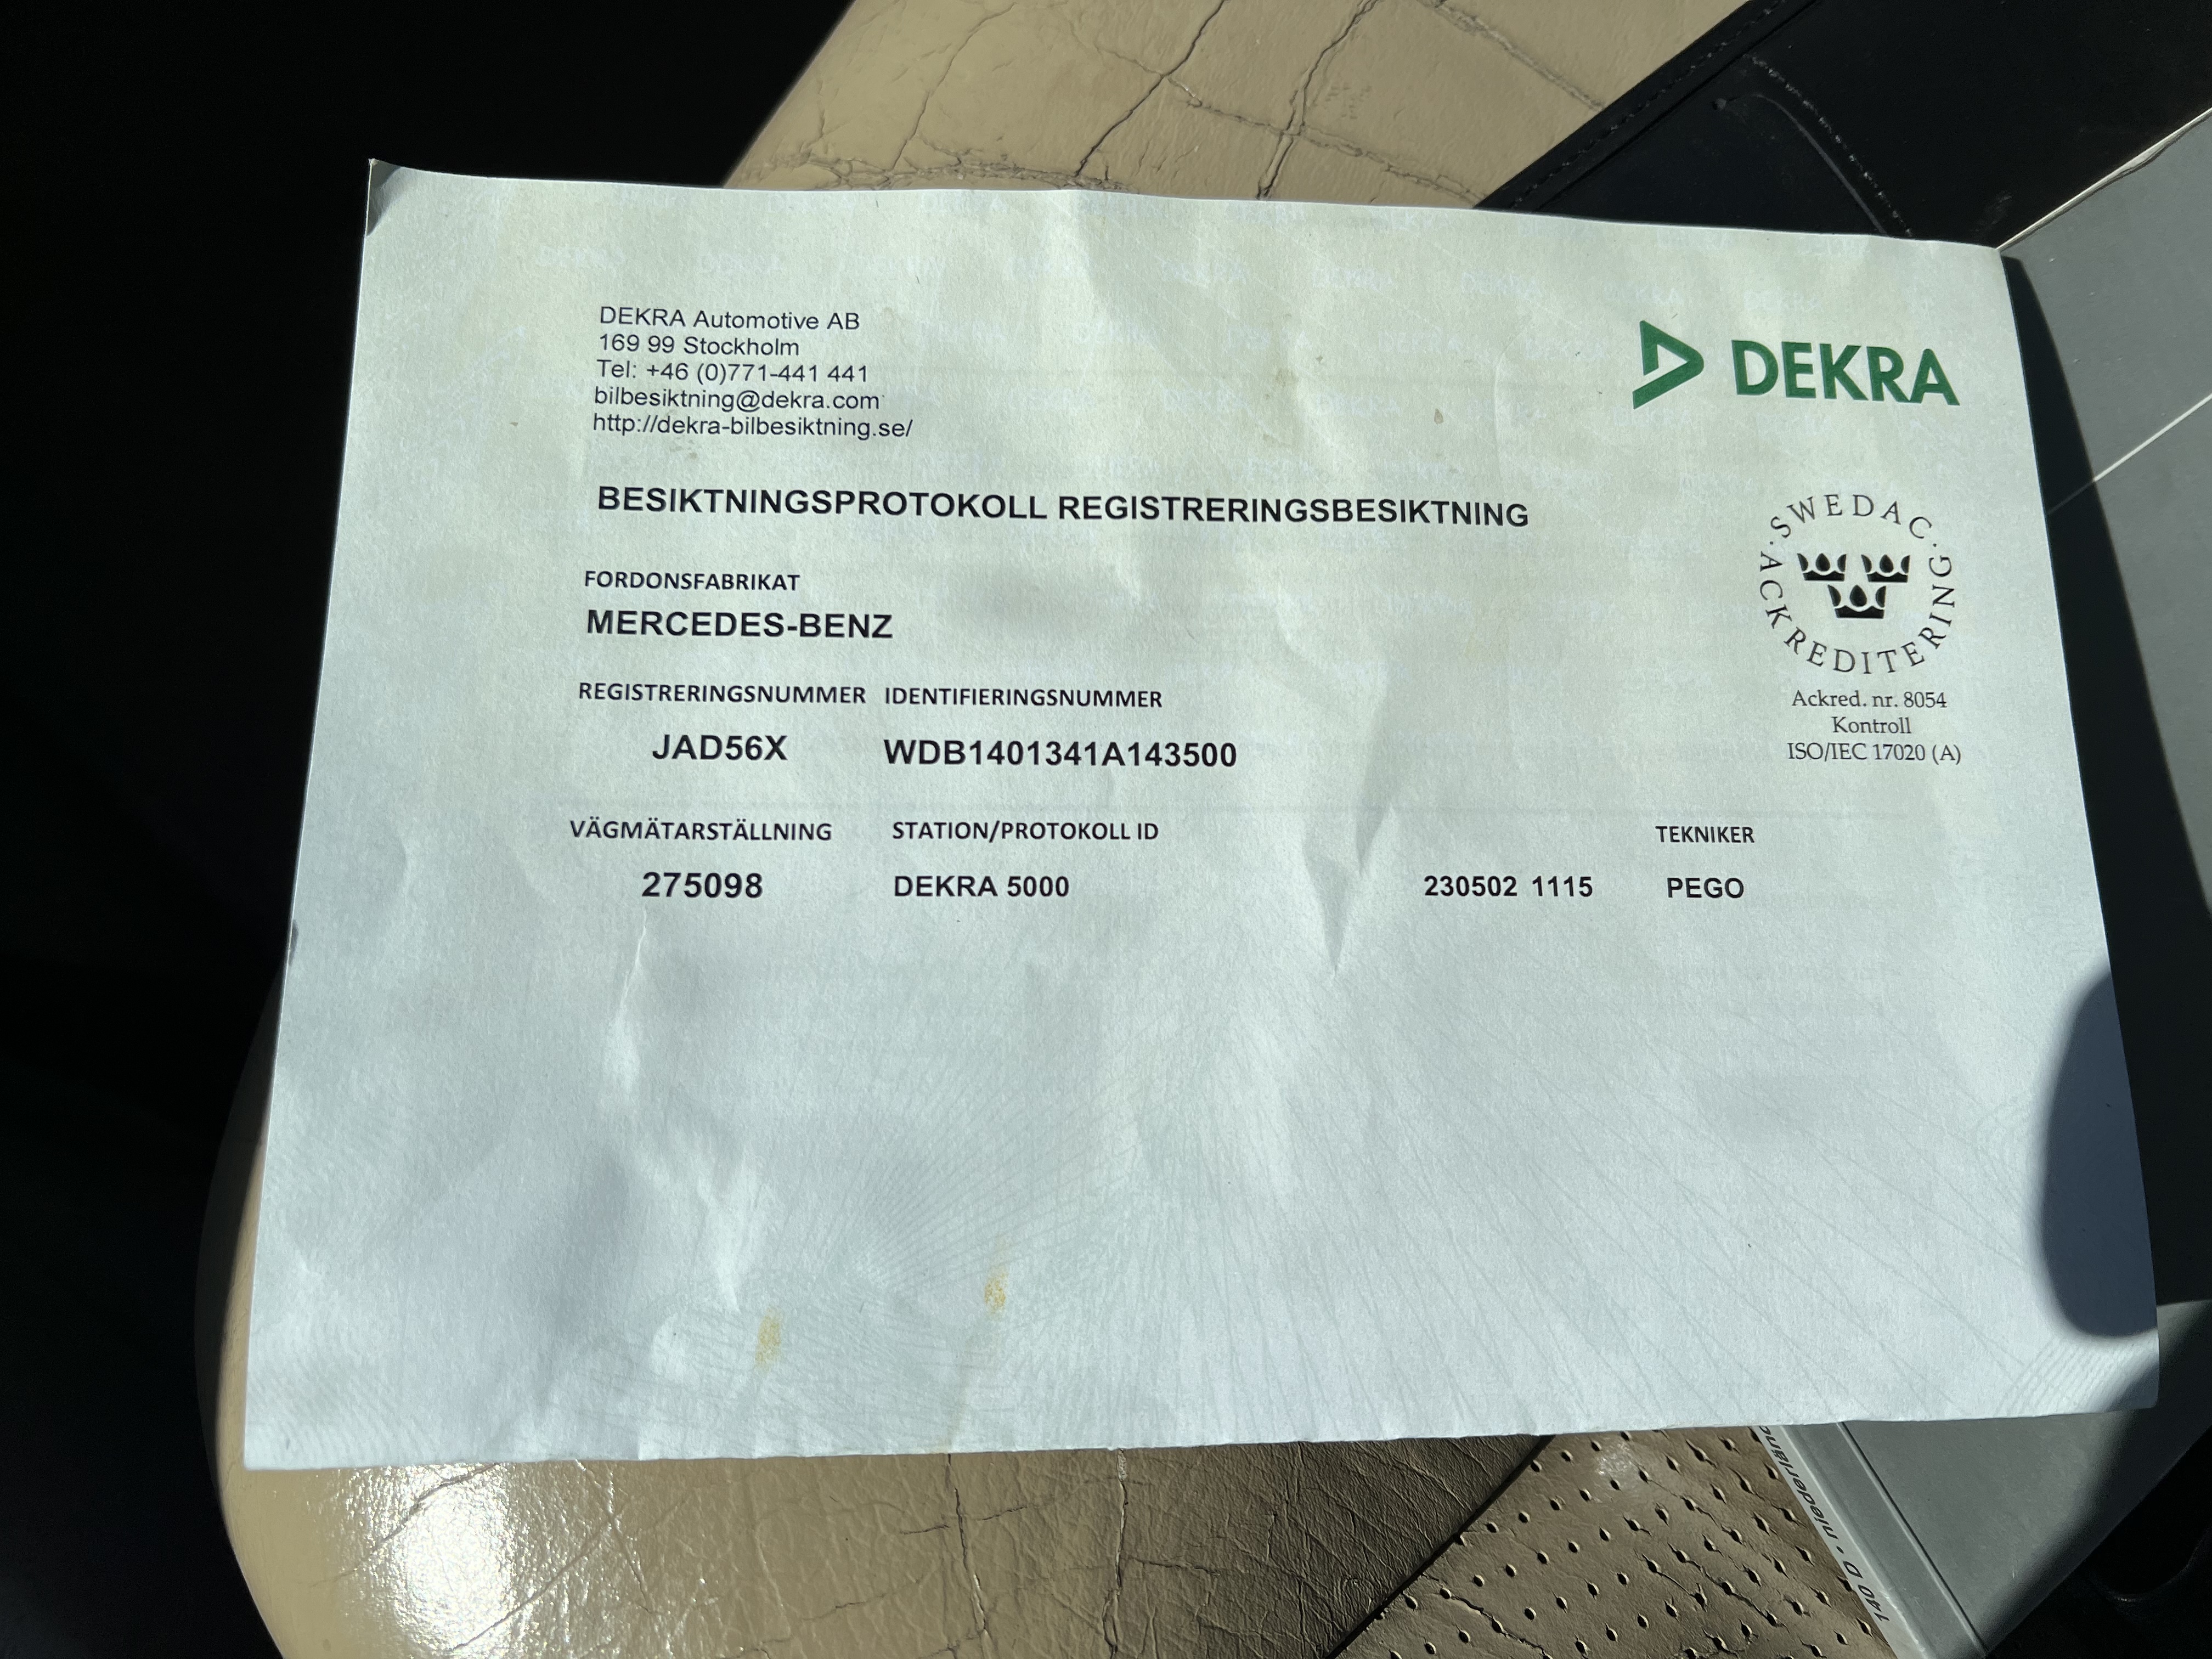 DEKRA Automotive AB
169 99 Stockholm
Tel: +46 (0)771-441 441
bilbesiktning@dekra.com
http://dekra-bilbesiktning.se/
DEKRA
BESIKTNINGSPROTOKOLL REGISTRERINGSBESIKTNING
SWEDAC · ACKREDITERING ·
Ackred. nr. 8054
Kontroll
ISO/IEC 17020 (A)
FORDONSFABRIKAT
MERCEDES-BENZ
REGISTRERINGSNUMMER IDENTIFIERINGSNUMMER
JAD56X WDB1401341A143500
VÄGMÄTARSTÄLLNING STATION/PROTOKOLL ID TEKNIKER
275098 DEKRA 5000 230502 1115 PEGO
140 D • niederländ